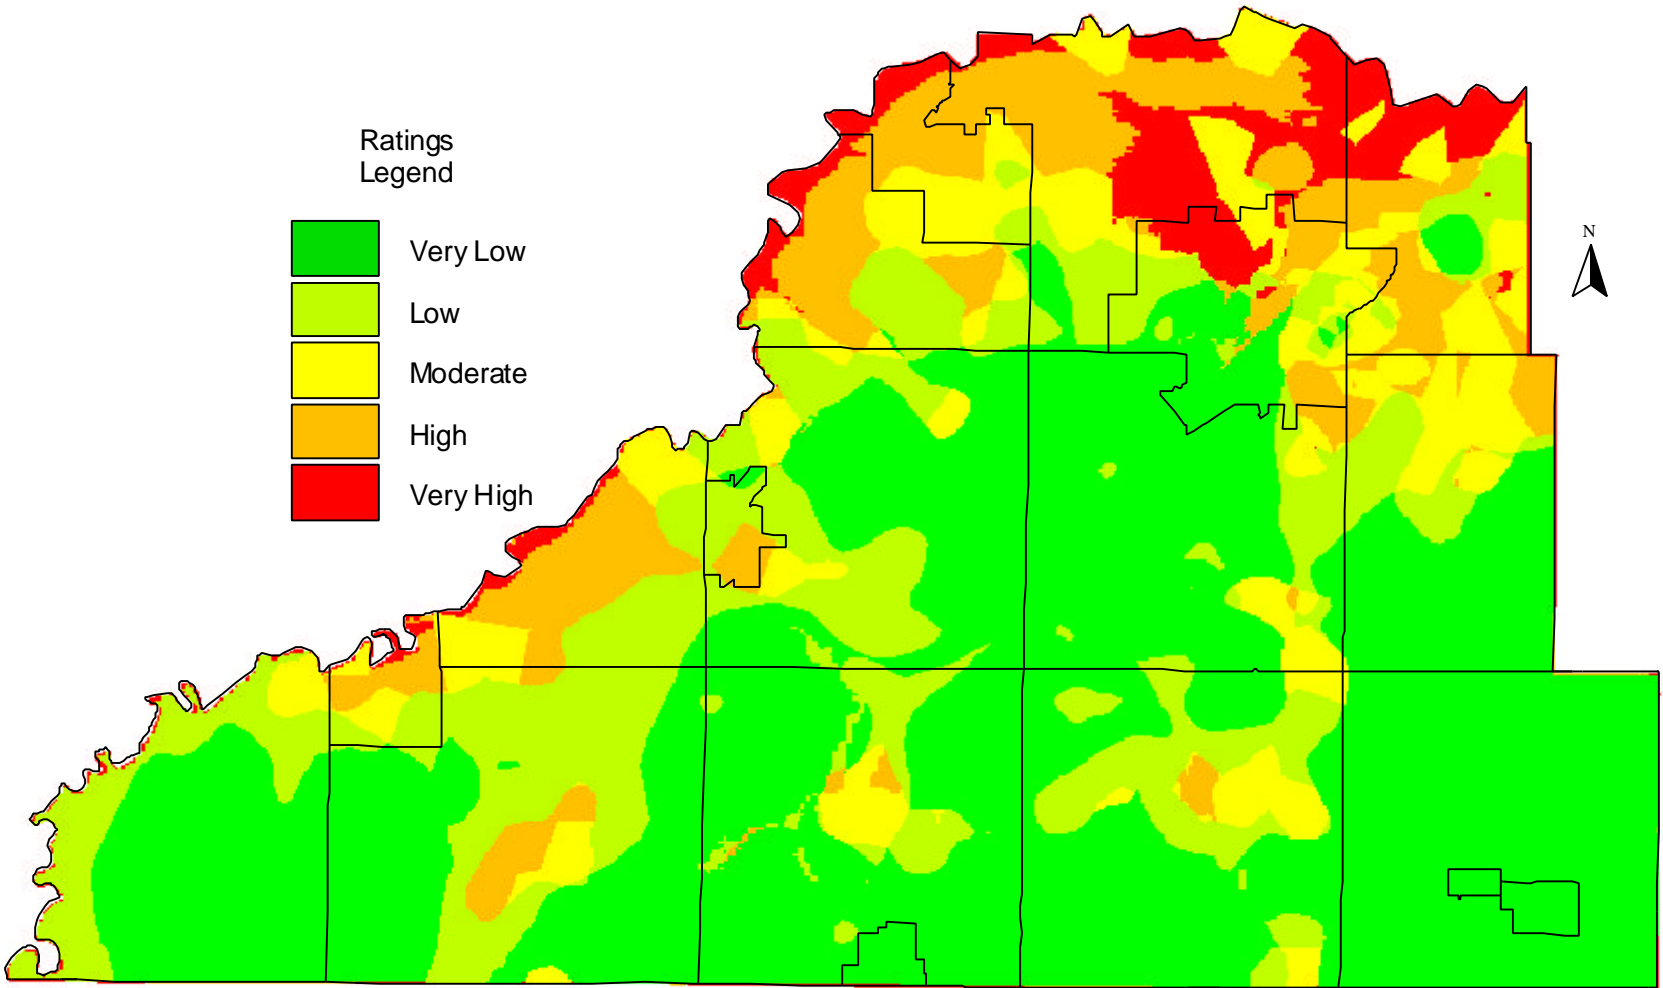 Ratings
Legend
Very Low
Low
Moderate
High
Very High
N